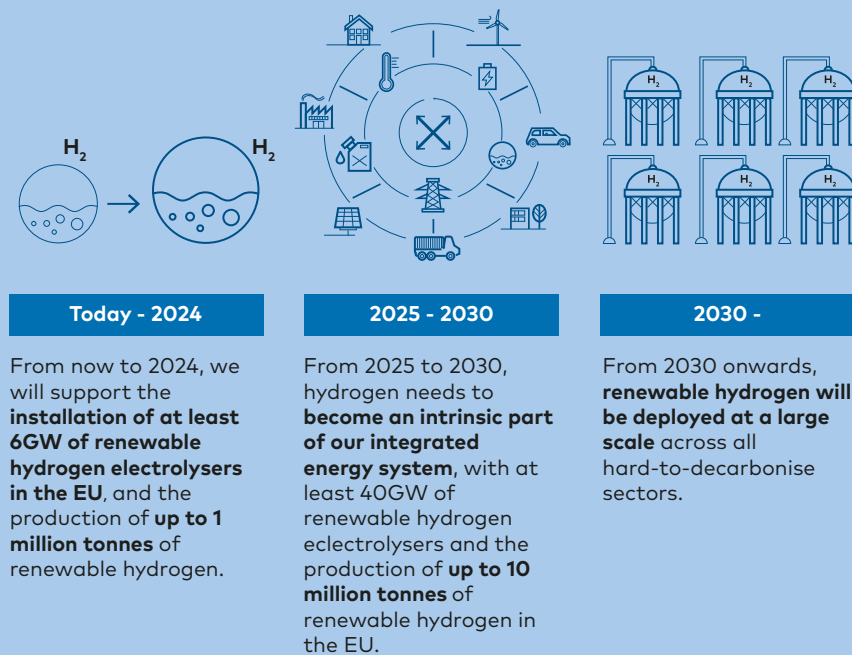 H₂
H₂
H₂
H₂
H₂
H₂
H₂
H₂
Today - 2024
From now to 2024, we
will support the
installation of at least
6GW of renewable
hydrogen electrolysers
in the EU, and the
production of up to 1
million tonnes of
renewable hydrogen.
2025 - 2030
From 2025 to 2030,
hydrogen needs to
become an intrinsic part
of our integrated
energy system, with at
least 40GW of
renewable hydrogen
eclectrolysers and the
production of up to 10
million tonnes of
renewable hydrogen in
the EU.
2030 -
From 2030 onwards,
renewable hydrogen will
be deployed at a large
scale across all
hard-to-decarbonise
sectors.